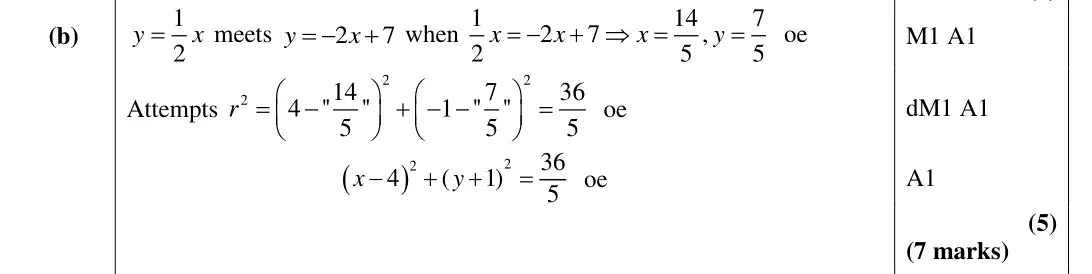 (b) y = 1/2 x meets y = −2x + 7 when 1/2 x = −2x + 7 ⇒ x = 14/5, y = 7/5 oe M1 A1
Attempts r² = (4 − "14/5")² + (−1 − "7/5")² = 36/5 oe dM1 A1
(x − 4)² + (y + 1)² = 36/5 oe A1
(5)
(7 marks)